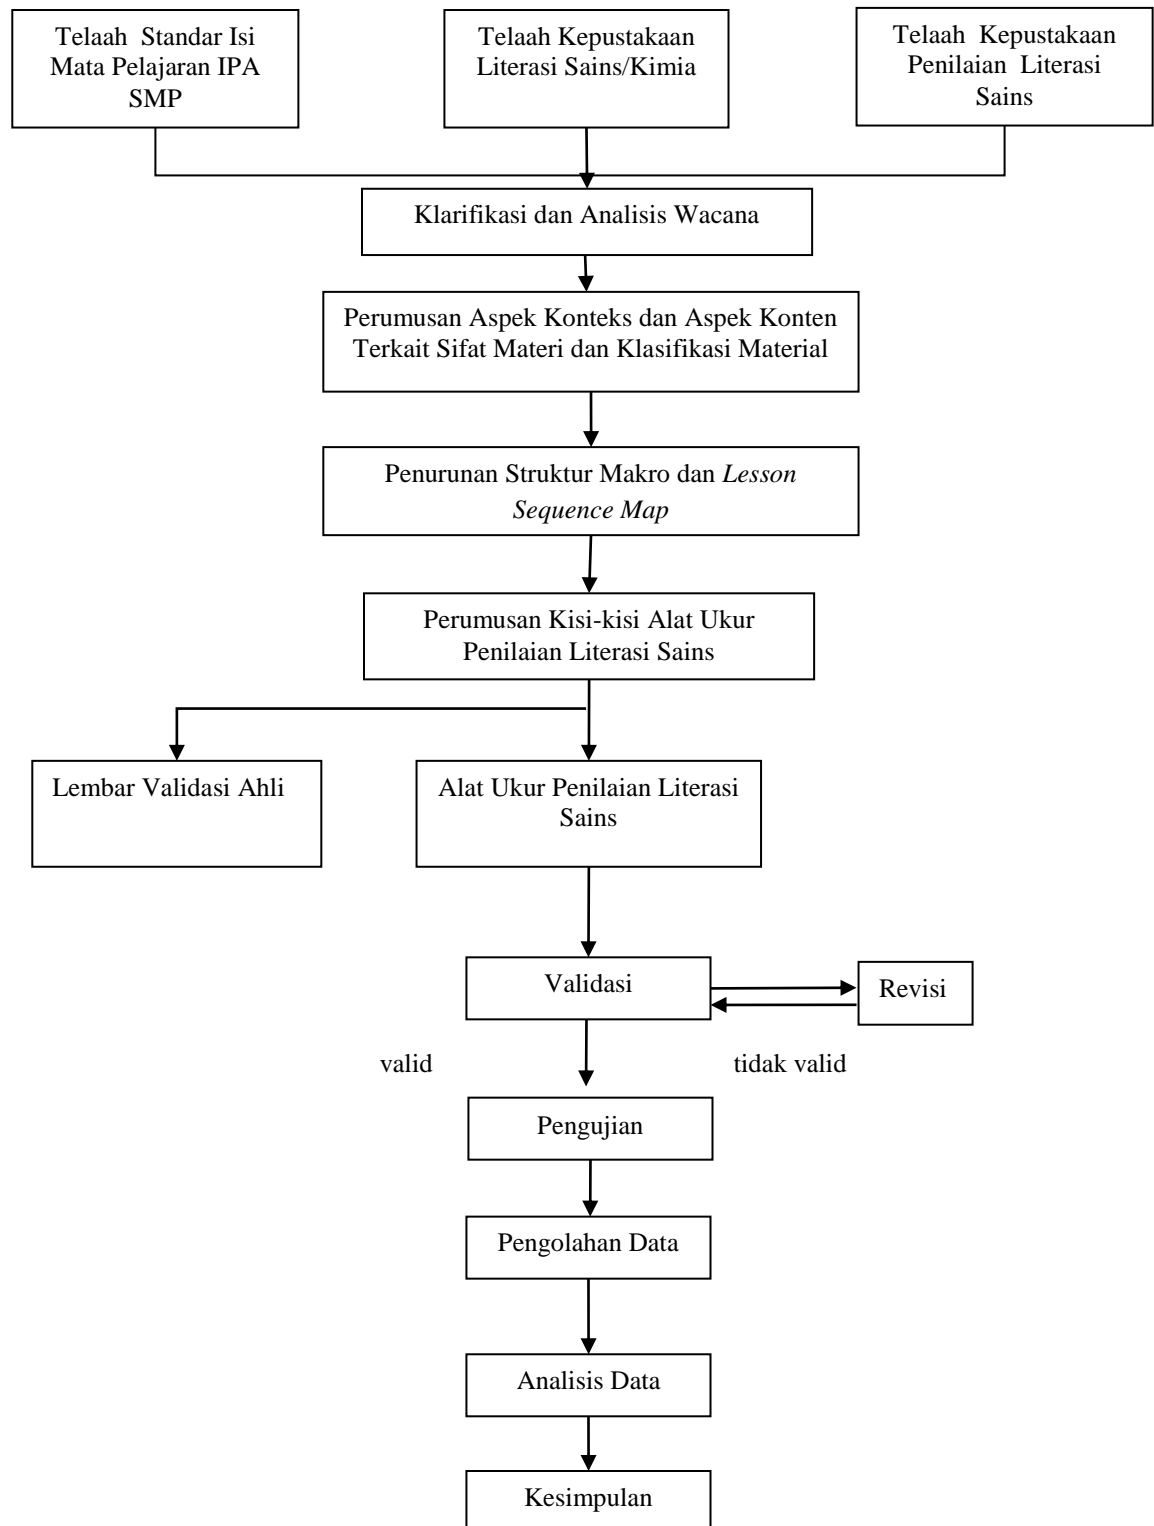 Telaah Standar Isi
Mata Pelajaran IPA
SMP
Telaah Kepustakaan
Literasi Sains/Kimia
Telaah Kepustakaan
Penilaian Literasi
Sains
Klarifikasi dan Analisis Wacana
Perumusan Aspek Konteks dan Aspek Konten
Terkait Sifat Materi dan Klasifikasi Material
Penurunan Struktur Makro dan Lesson
Sequence Map
Perumusan Kisi-kisi Alat Ukur
Penilaian Literasi Sains
Lembar Validasi Ahli
Alat Ukur Penilaian Literasi
Sains
Validasi
Revisi
valid
tidak valid
Pengujian
Pengolahan Data
Analisis Data
Kesimpulan